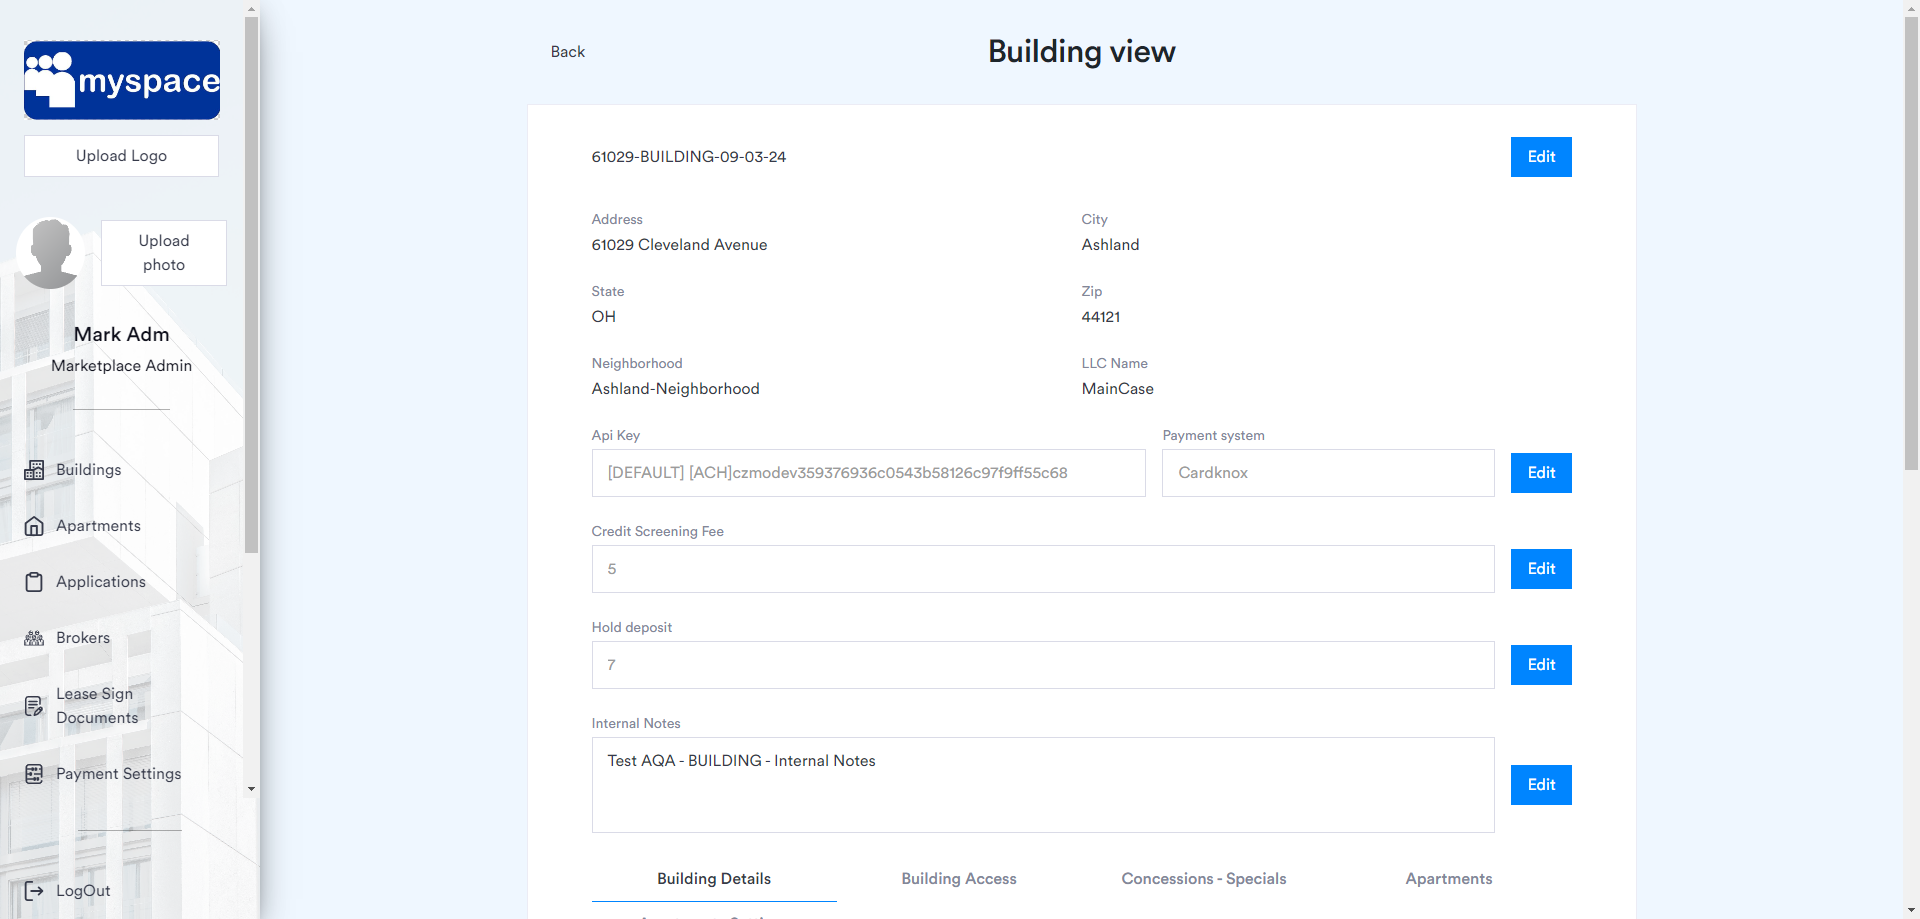 myspace
Upload Logo
Upload
photo
Mark Adm
Marketplace Admin
Buildings
Apartments
Applications
Brokers
Lease Sign
Documents
Payment Settings
LogOut
Back
Building view
61029-BUILDING-09-03-24
Edit
Address
61029 Cleveland Avenue
City
Ashland
State
OH
Zip
44121
Neighborhood
Ashland-Neighborhood
LLC Name
MainCase
Api Key
[DEFAULT] [ACH]czmodev359376936c0543b58126c97f9ff55c68
Payment system
Cardknox
Edit
Credit Screening Fee
5
Edit
Hold deposit
7
Edit
Internal Notes
Test AQA - BUILDING - Internal Notes
Edit
Building Details
Building Access
Concessions - Specials
Apartments